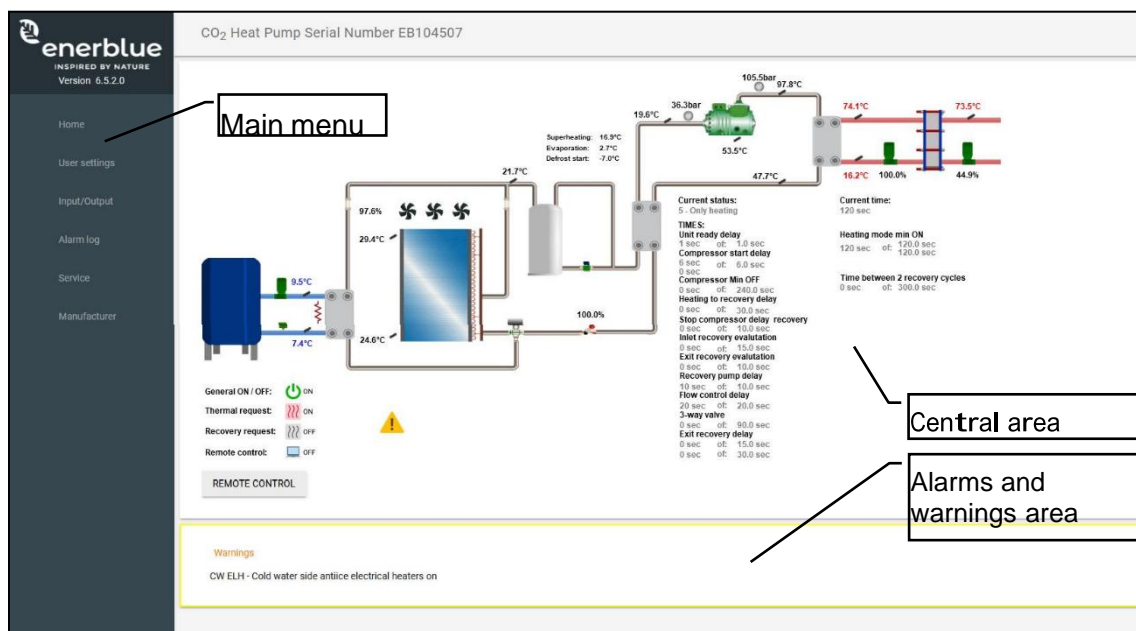 enerblue
INSPIRED BY NATURE
Version 6.5.2.0
Home
User settings
Input/Output
Alarm log
Service
Manufacturer
CO2 Heat Pump Serial Number EB104507
Main menu
105.5bar
97.8°C
36.3bar
19.6°C
53.5°C
74.1°C
73.5°C
16.2°C
100.0%
44.9%
Superheating: 16.9°C
Evaporation: 2.7°C
Defrost start: -7.0°C
21.7°C
47.7°C
97.6%
29.4°C
24.6°C
100.0%
9.5°C
7.4°C
Current status:
5 - Only heating
TIMES:
Unit ready delay
1 sec of: 1.0 sec
Compressor start delay
6 sec of: 6.0 sec
0 sec
Compressor Min OFF
0 sec of: 240.0 sec
Heating to recovery delay
0 sec of: 30.0 sec
Stop compressor delay recovery
0 sec of: 10.0 sec
Inlet recovery evalutation
0 sec of: 15.0 sec
Exit recovery evalutation
0 sec of: 10.0 sec
Recovery pump delay
10 sec of: 10.0 sec
Flow control delay
20 sec of: 20.0 sec
3-way valve
0 sec of: 90.0 sec
Exit recovery delay
0 sec of: 15.0 sec
0 sec of: 30.0 sec
Current time:
120 sec
Heating mode min ON
120 sec of: 120.0 sec
120.0 sec
Time between 2 recovery cycles
0 sec of: 300.0 sec
General ON / OFF: ON
Thermal request: ON
Recovery request: OFF
Remote control: OFF
REMOTE CONTROL
Central area
Alarms and
warnings area
Warnings
CW ELH - Cold water side antiice electrical heaters on